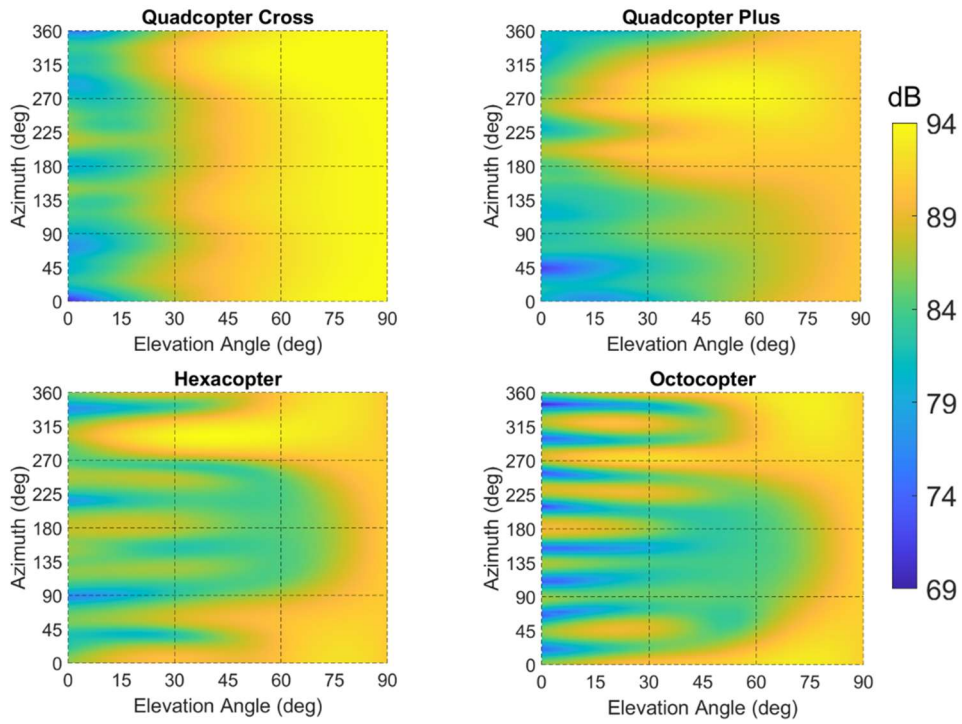 Quadcopter Cross
360
315
270
225
180
135
90
45
0
Azimuth (deg)
0 15 30 45 60 75 90
Elevation Angle (deg)
Quadcopter Plus
360
315
270
225
180
135
90
45
0
Azimuth (deg)
0 15 30 45 60 75 90
Elevation Angle (deg)
Hexacopter
360
315
270
225
180
135
90
45
0
Azimuth (deg)
0 15 30 45 60 75 90
Elevation Angle (deg)
Octocopter
360
315
270
225
180
135
90
45
0
Azimuth (deg)
0 15 30 45 60 75 90
Elevation Angle (deg)
dB
94
89
84
79
74
69